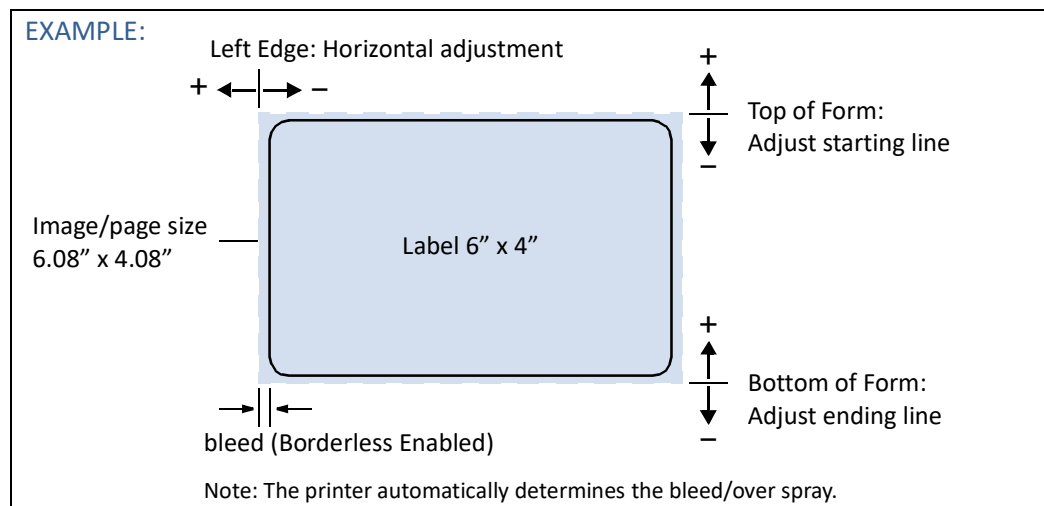 EXAMPLE:
Left Edge: Horizontal adjustment
+ –
+
Top of Form:
Adjust starting line
–
Image/page size
6.08” x 4.08”
Label 6” x 4”
+
Bottom of Form:
Adjust ending line
–
bleed (Borderless Enabled)
Note: The printer automatically determines the bleed/over spray.